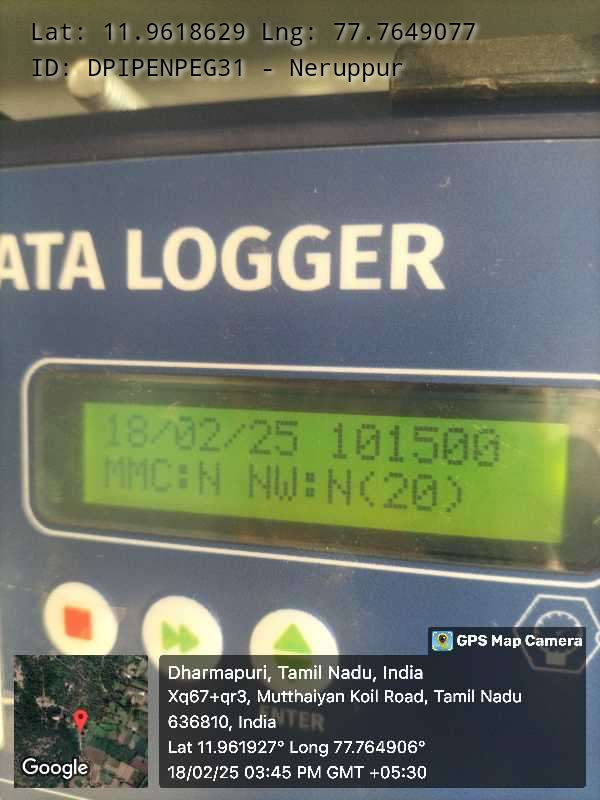 Lat: 11.9618629 Lng: 77.7649077
ID: DPIPENPEG31 - Neruppur
ATA LOGGER
18/02/25 101500
MMC:N NW:N(20)
ENTER
GPS Map Camera
Dharmapuri, Tamil Nadu, India
Xq67+qr3, Mutthaiyan Koil Road, Tamil Nadu
636810, India
Lat 11.961927° Long 77.764906°
18/02/25 03:45 PM GMT +05:30
Google